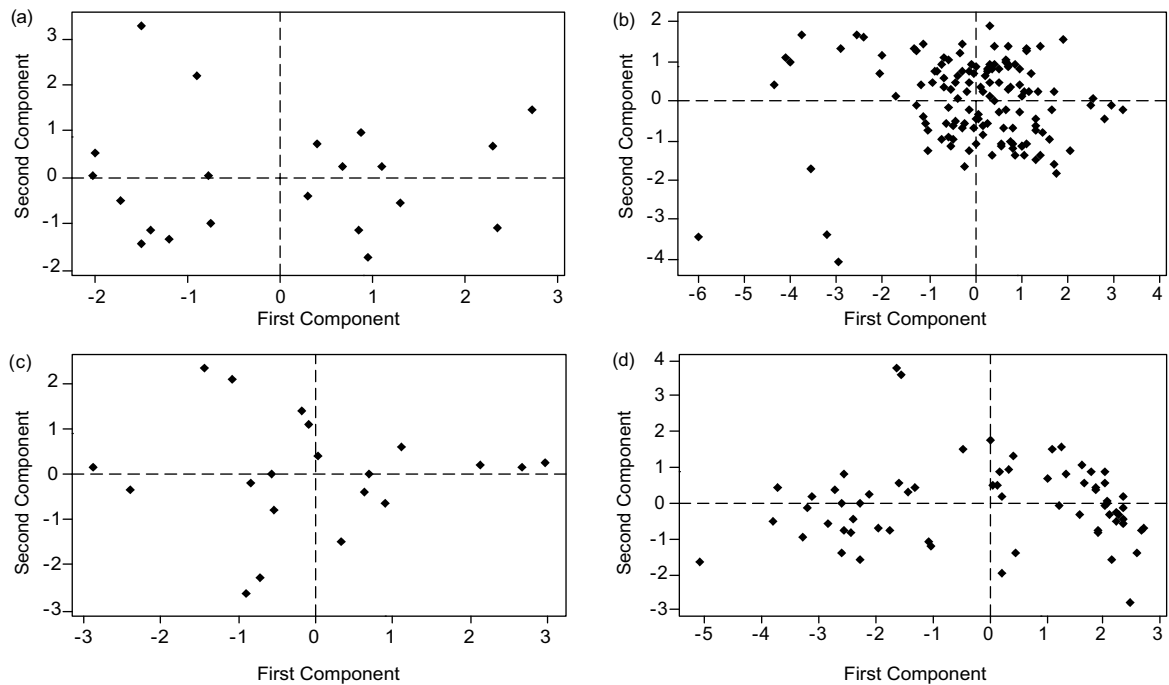 (a)
3
2
1
0
-1
-2
Second Component
-2 -1 0 1 2 3
First Component
(b)
2
1
0
-1
-2
-3
-4
Second Component
-6 -5 -4 -3 -2 -1 0 1 2 3 4
First Component
(c)
2
1
0
-1
-2
-3
Second Component
-3 -2 -1 0 1 2 3
First Component
(d)
4
3
2
1
0
-1
-2
-3
Second Component
-5 -4 -3 -2 -1 0 1 2 3
First Component